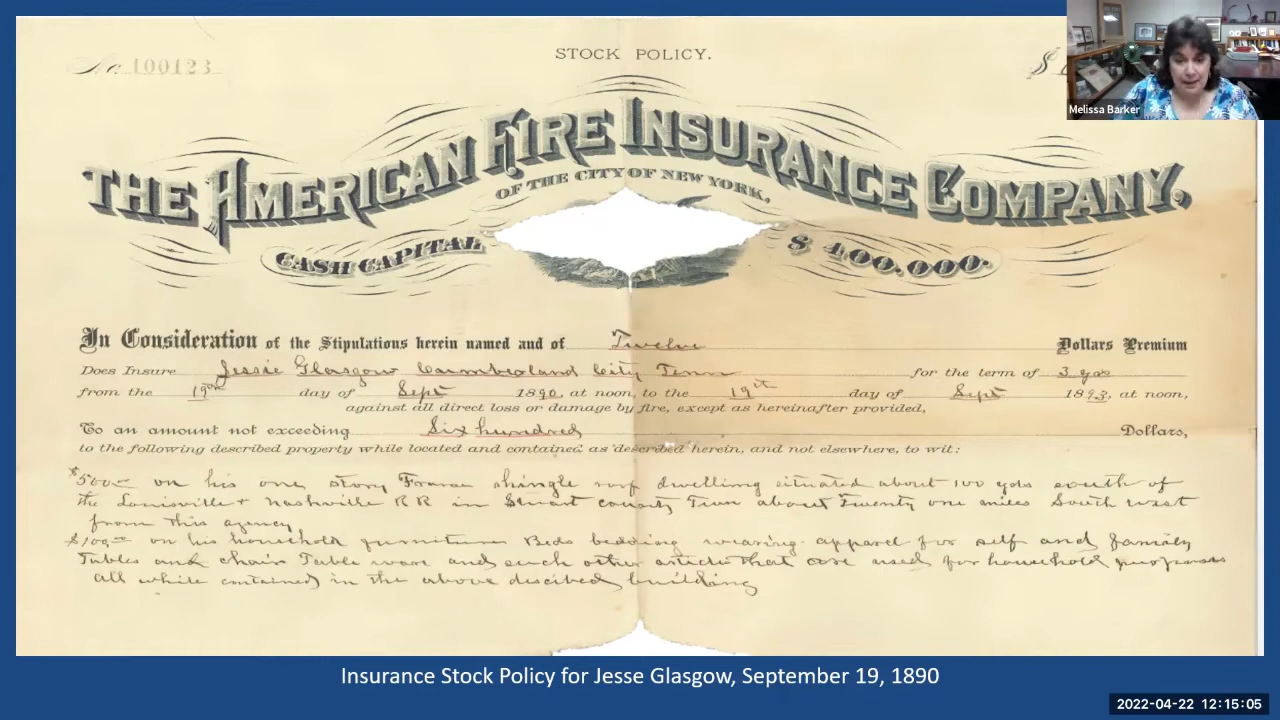 No. 100123
STOCK POLICY.
$
Melissa Barker
THE AMERICAN FIRE INSURANCE COMPANY,
OF THE CITY OF NEW YORK.
CASH CAPITAL $ 400,000.
In Consideration of the Stipulations herein named and of Twelve Dollars Premium
Does Insure Jessie Glasgow Cumberland City Tenn for the term of 3 yrs
from the 19th day of Sept 1890, at noon, to the 19th day of Sept 1893, at noon,
against all direct loss or damage by fire, except as hereinafter provided,
To an amount not exceeding Six hundred Dollars,
to the following described property while located and contained as described herein, and not elsewhere, to wit:
$500 on his one story Frame shingle roof dwelling situated about 100 yds south of
the Louisville & Nashville RR in Stewart County Tenn about Twenty one miles South west
from this agency
$100 on his household furniture Beds bedding wearing apparel for self and family
Tables and chairs Table ware and such other articles that are used for household purposes
all while contained in the above discibed building
Insurance Stock Policy for Jesse Glasgow, September 19, 1890
2022-04-22 12:15:05